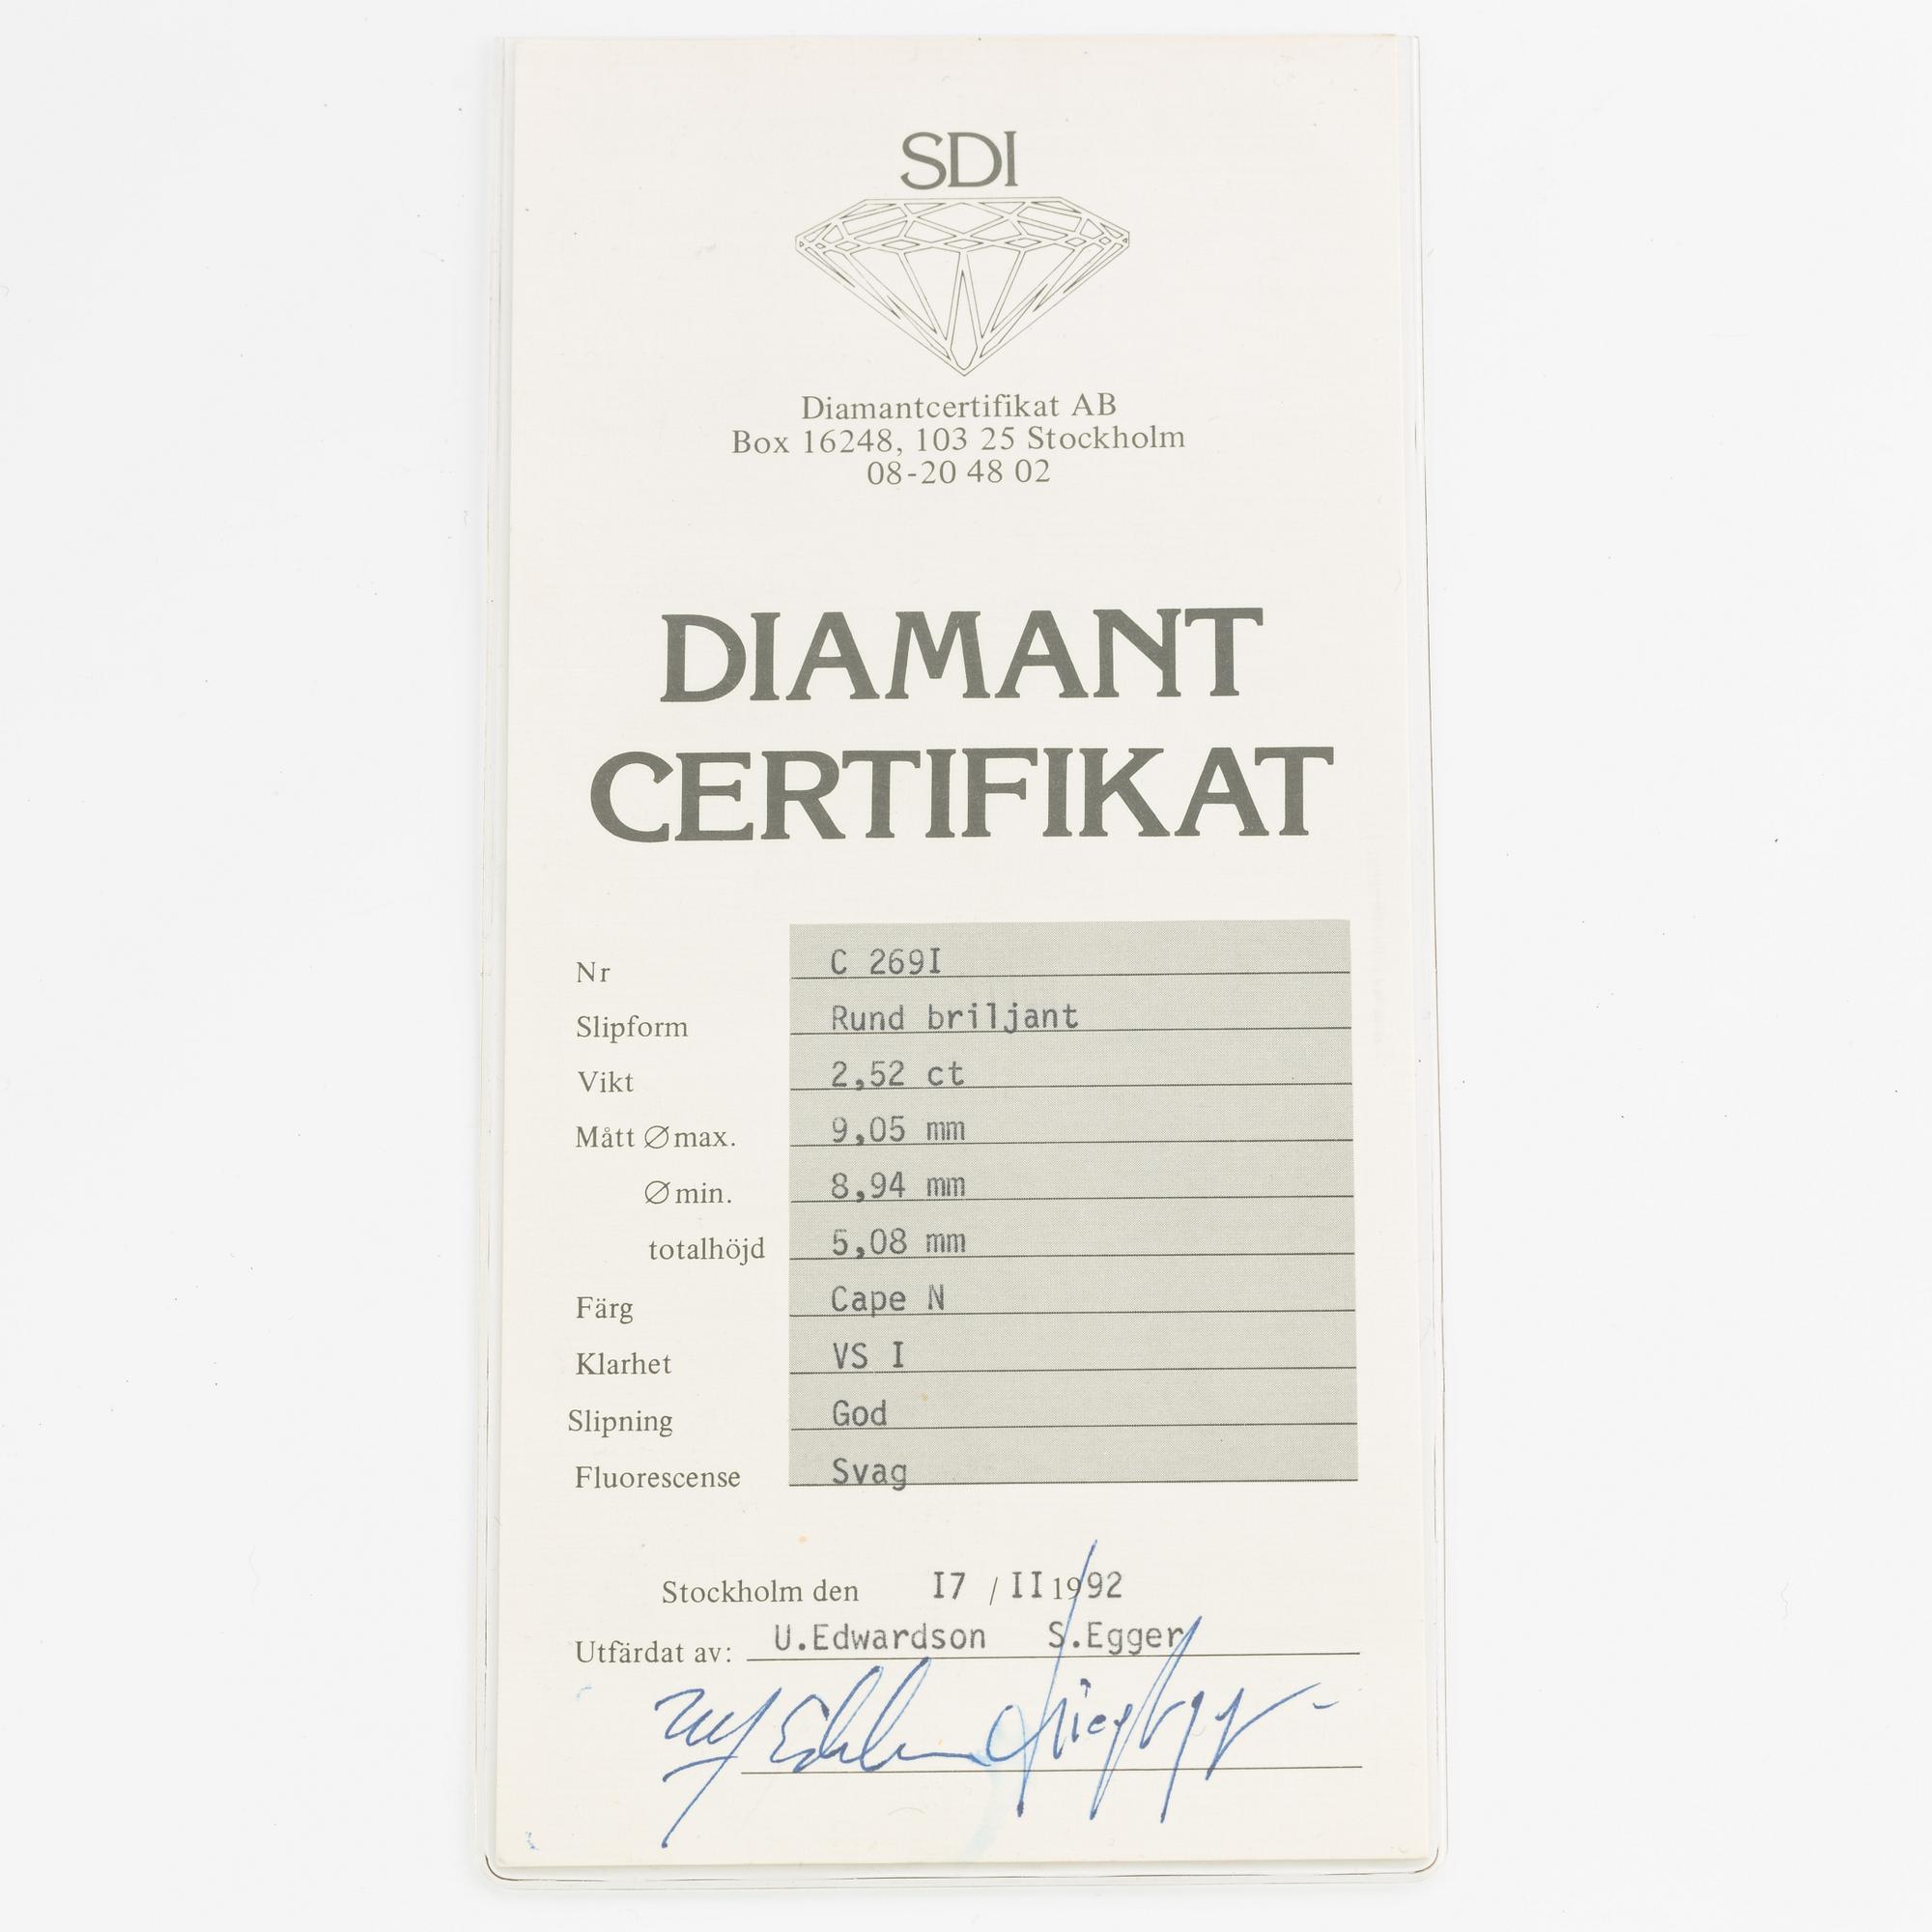 SDI
Diamantcertifikat AB
Box 16248, 103 25 Stockholm
08-20 48 02
DIAMANT
CERTIFIKAT
Nr C 269I
Slipform Rund briljant
Vikt 2,52 ct
Mått Ømax. 9,05 mm
Ømin. 8,94 mm
totalhöjd 5,08 mm
Färg Cape N
Klarhet VS I
Slipning God
Fluorescense Svag
Stockholm den I7 / II 1992
Utfärdat av: U.Edwardson S.Egger